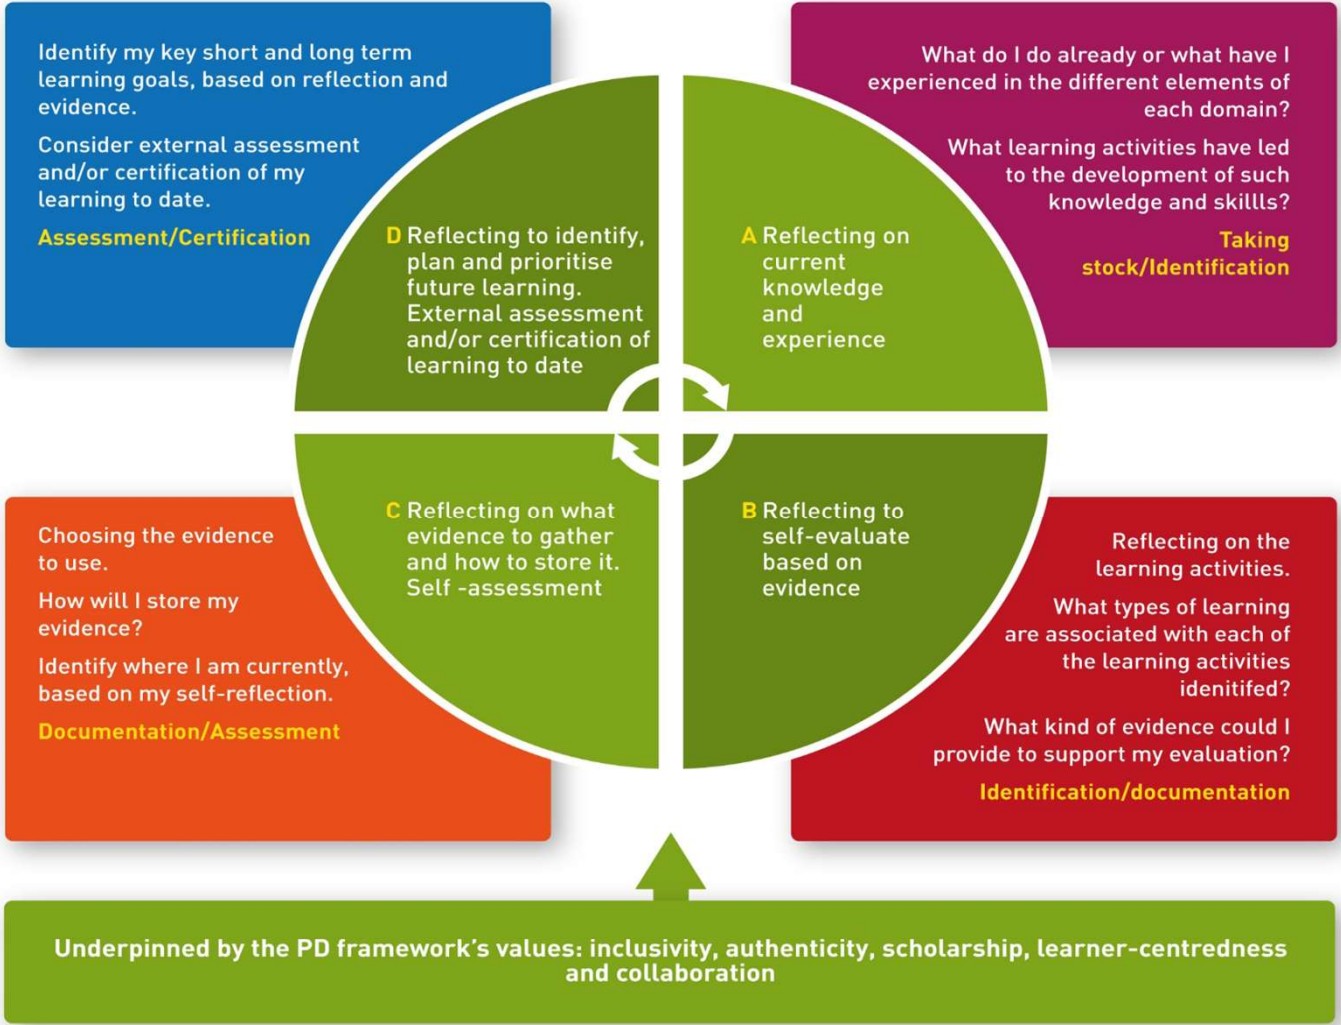 Identify my key short and long term
learning goals, based on reflection and
evidence.
Consider external assessment
and/or certification of my
learning to date.
Assessment/Certification
What do I do already or what have I
experienced in the different elements of
each domain?
What learning activities have led
to the development of such
knowledge and skillls?
Taking
stock/Identification
D Reflecting to identify,
plan and prioritise
future learning.
External assessment
and/or certification of
learning to date
A Reflecting on
current
knowledge
and
experience
Choosing the evidence
to use.
How will I store my
evidence?
Identify where I am currently,
based on my self-reflection.
Documentation/Assessment
C Reflecting on what
evidence to gather
and how to store it.
Self -assessment
B Reflecting to
self-evaluate
based on
evidence
Reflecting on the
learning activities.
What types of learning
are associated with each of
the learning activities
idenitifed?
What kind of evidence could I
provide to support my evaluation?
Identification/documentation
Underpinned by the PD framework's values: inclusivity, authenticity, scholarship, learner-centredness
and collaboration